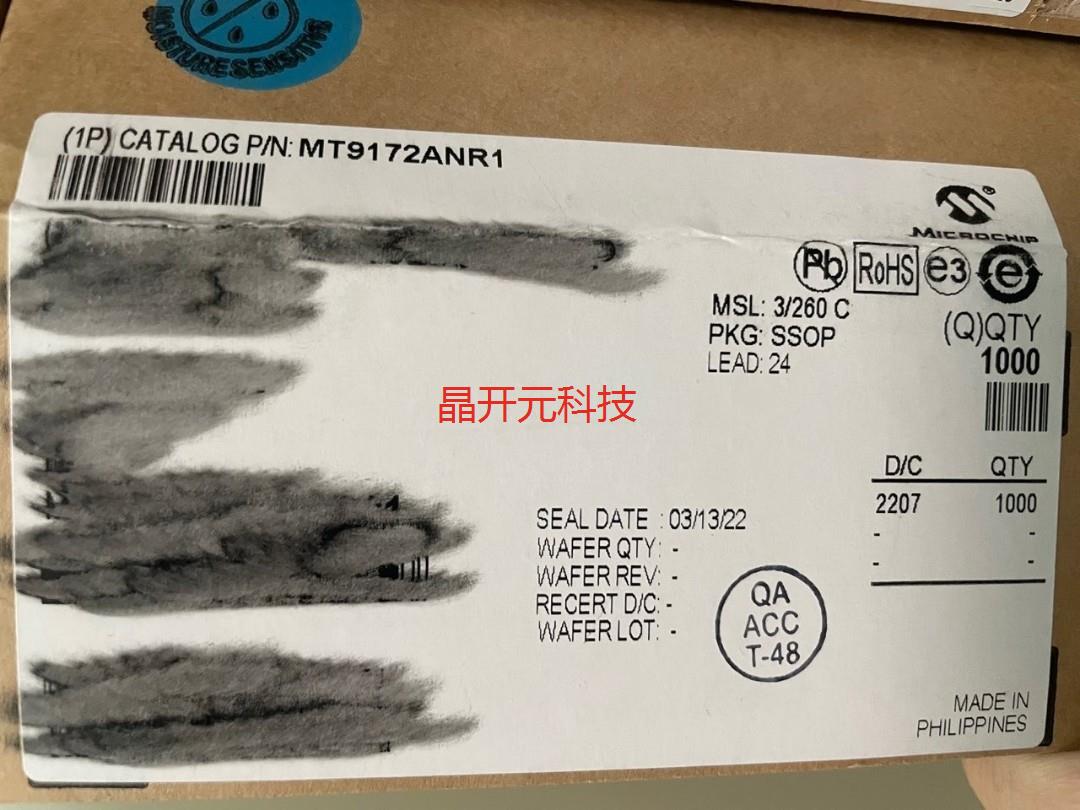 MOISTURE SENSITIVE
(1P) CATALOG P/N: MT9172ANR1
MICROCHIP
Pb
RoHS
e3
e
MSL: 3/260 C
PKG: SSOP
LEAD: 24
(Q)QTY
1000
晶开元科技
D/C QTY
2207 1000
- -
- -
SEAL DATE : 03/13/22
WAFER QTY: -
WAFER REV: -
RECERT D/C: -
WAFER LOT: -
QA
ACC
T-48
MADE IN
PHILIPPINES